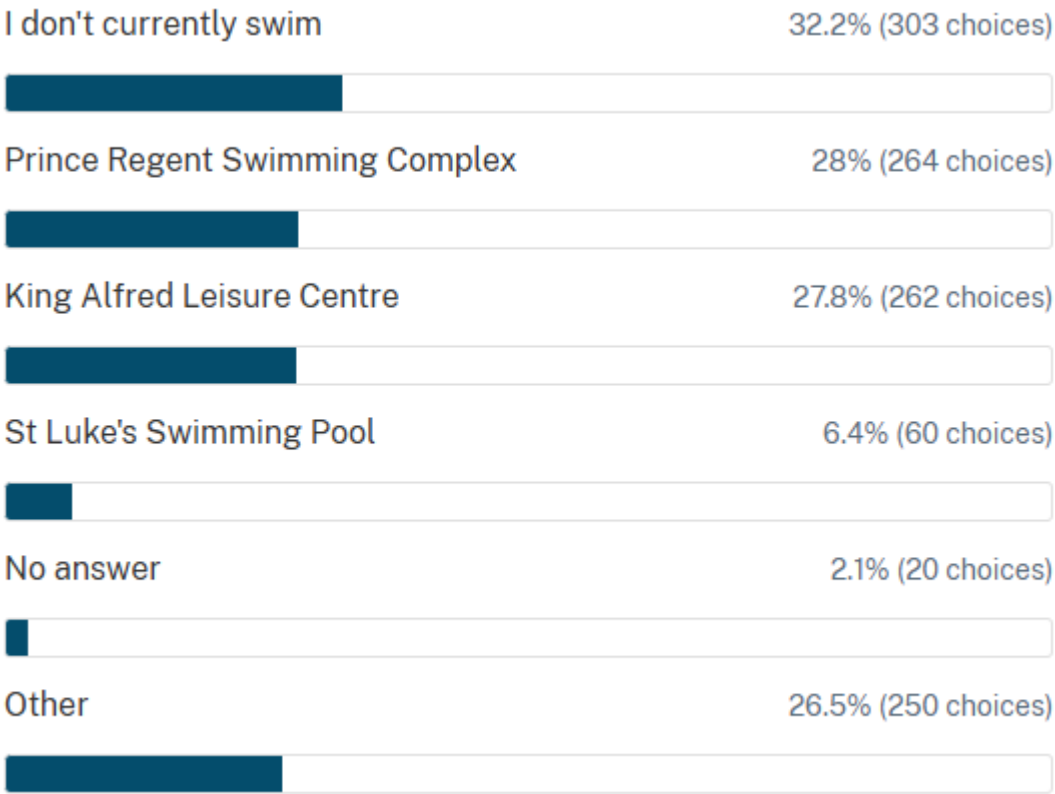 I don't currently swim 32.2% (303 choices)
Prince Regent Swimming Complex 28% (264 choices)
King Alfred Leisure Centre 27.8% (262 choices)
St Luke's Swimming Pool 6.4% (60 choices)
No answer 2.1% (20 choices)
Other 26.5% (250 choices)